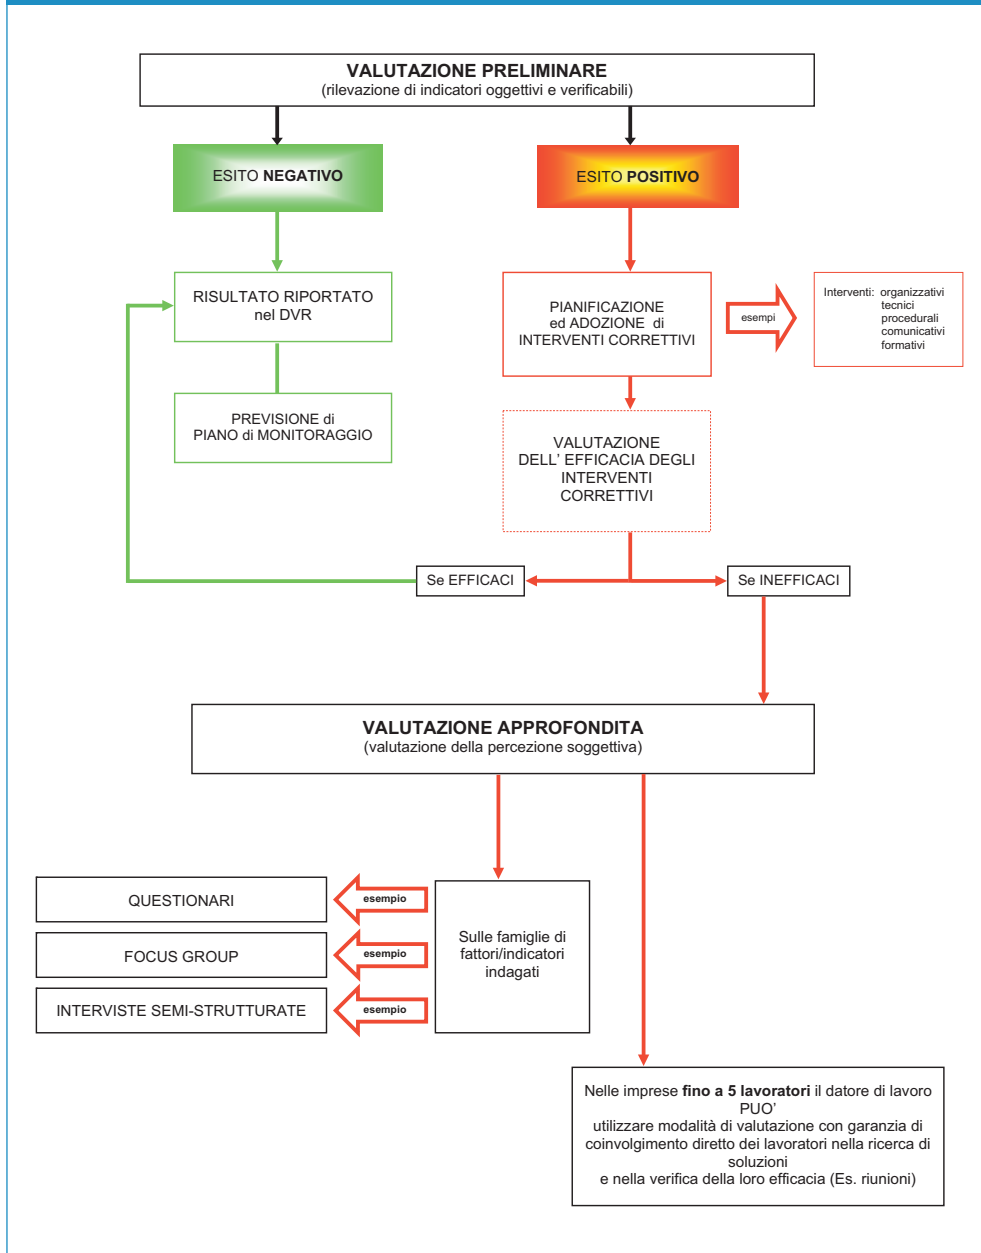 VALUTAZIONE PRELIMINARE
(rilevazione di indicatori oggettivi e verificabili)
ESITO NEGATIVO
ESITO POSITIVO
RISULTATO RIPORTATO
nel DVR
PIANIFICAZIONE
ed ADOZIONE di
INTERVENTI CORRETTIVI
esempi
Interventi: organizzativi
tecnici
procedurali
comunicativi
formativi
PREVISIONE di
PIANO di MONITORAGGIO
VALUTAZIONE
DELL' EFFICACIA DEGLI
INTERVENTI
CORRETTIVI
Se EFFICACI
Se INEFFICACI
VALUTAZIONE APPROFONDITA
(valutazione della percezione soggettiva)
QUESTIONARI
esempio
FOCUS GROUP
esempio
INTERVISTE SEMI-STRUTTURATE
esempio
Sulle famiglie di
fattori/indicatori
indagati
Nelle imprese fino a 5 lavoratori il datore di lavoro
PUO'
utilizzare modalità di valutazione con garanzia di
coinvolgimento diretto dei lavoratori nella ricerca di
soluzioni
e nella verifica della loro efficacia (Es. riunioni)